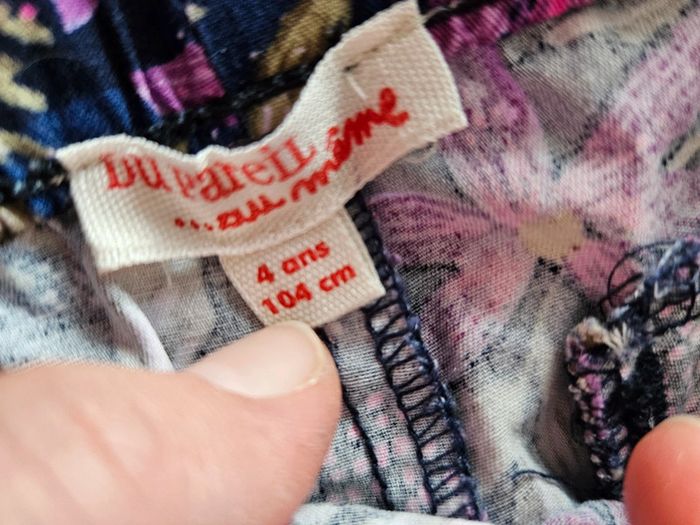 DU PAREIL
...au même
4 ans
104 cm